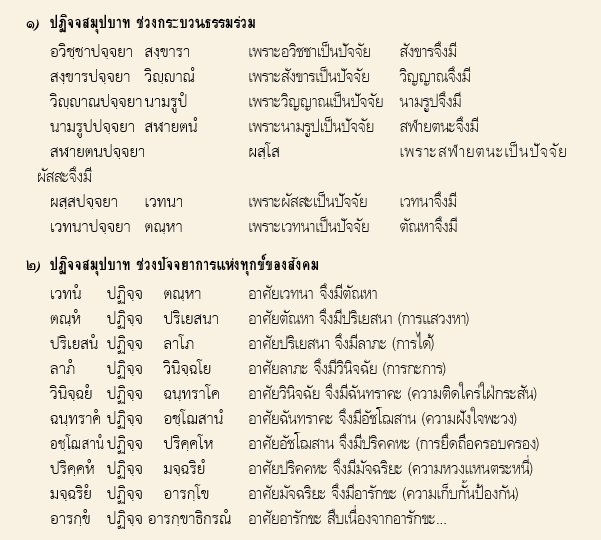 ๑) ปฏิจจสมุปบาท ช่วงกระบวนธรรมร่วม
อวิชฺชาปจฺจยา สงฺขารา เพราะอวิชชาเป็นปัจจัย สังขารจึงมี
สงฺขารปจฺจยา วิญฺญาณํ เพราะสังขารเป็นปัจจัย วิญญาณจึงมี
วิญฺญาณปจฺจยา นามรูปํ เพราะวิญญาณเป็นปัจจัย นามรูปจึงมี
นามรูปปจฺจยา สฬายตนํ เพราะนามรูปเป็นปัจจัย สฬายตนะจึงมี
สฬายตนปจฺจยา ผสฺโส เพราะสฬายตนะเป็นปัจจัย
ผัสสะจึงมี
ผสฺสปจฺจยา เวทนา เพราะผัสสะเป็นปัจจัย เวทนาจึงมี
เวทนาปจฺจยา ตณฺหา เพราะเวทนาเป็นปัจจัย ตัณหาจึงมี
๒) ปฏิจจสมุปบาท ช่วงปัจจยาการแห่งทุกข์ของสังคม
เวทนํ ปฏิจฺจ ตณฺหา อาศัยเวทนา จึงมีตัณหา
ตณฺหํ ปฏิจฺจ ปริเยสนา อาศัยตัณหา จึงมีปริเยสนา (การแสวงหา)
ปริเยสนํ ปฏิจฺจ ลาโภ อาศัยปริเยสนา จึงมีลาภะ (การได้)
ลาภํ ปฏิจฺจ วินิจฺฉโย อาศัยลาภะ จึงมีวินิจฉัย (การกะการ)
วินิจฺฉยํ ปฏิจฺจ ฉนฺทราโค อาศัยวินิจฉัย จึงมีฉันทราคะ (ความติดใคร่ใฝ่กระสัน)
ฉนฺทราคํ ปฏิจฺจ อชฺโฌสานํ อาศัยฉันทราคะ จึงมีอัชโฌสาน (ความฝังใจพะวง)
อชฺโฌสานํ ปฏิจฺจ ปริคฺคโห อาศัยอัชโฌสาน จึงมีปริคคหะ (การยึดถือครอบครอง)
ปริคฺคหํ ปฏิจฺจ มจฺฉริยํ อาศัยปริคคหะ จึงมีมัจฉริยะ (ความหวงแหนตระหนี่)
มจฺฉริยํ ปฏิจฺจ อารกฺโข อาศัยมัจฉริยะ จึงมีอารักขะ (ความเก็บกั้นป้องกัน)
อารกฺขํ ปฏิจฺจ อารกฺขาธิกรณํ อาศัยอารักขะ สืบเนื่องจากอารักขะ...